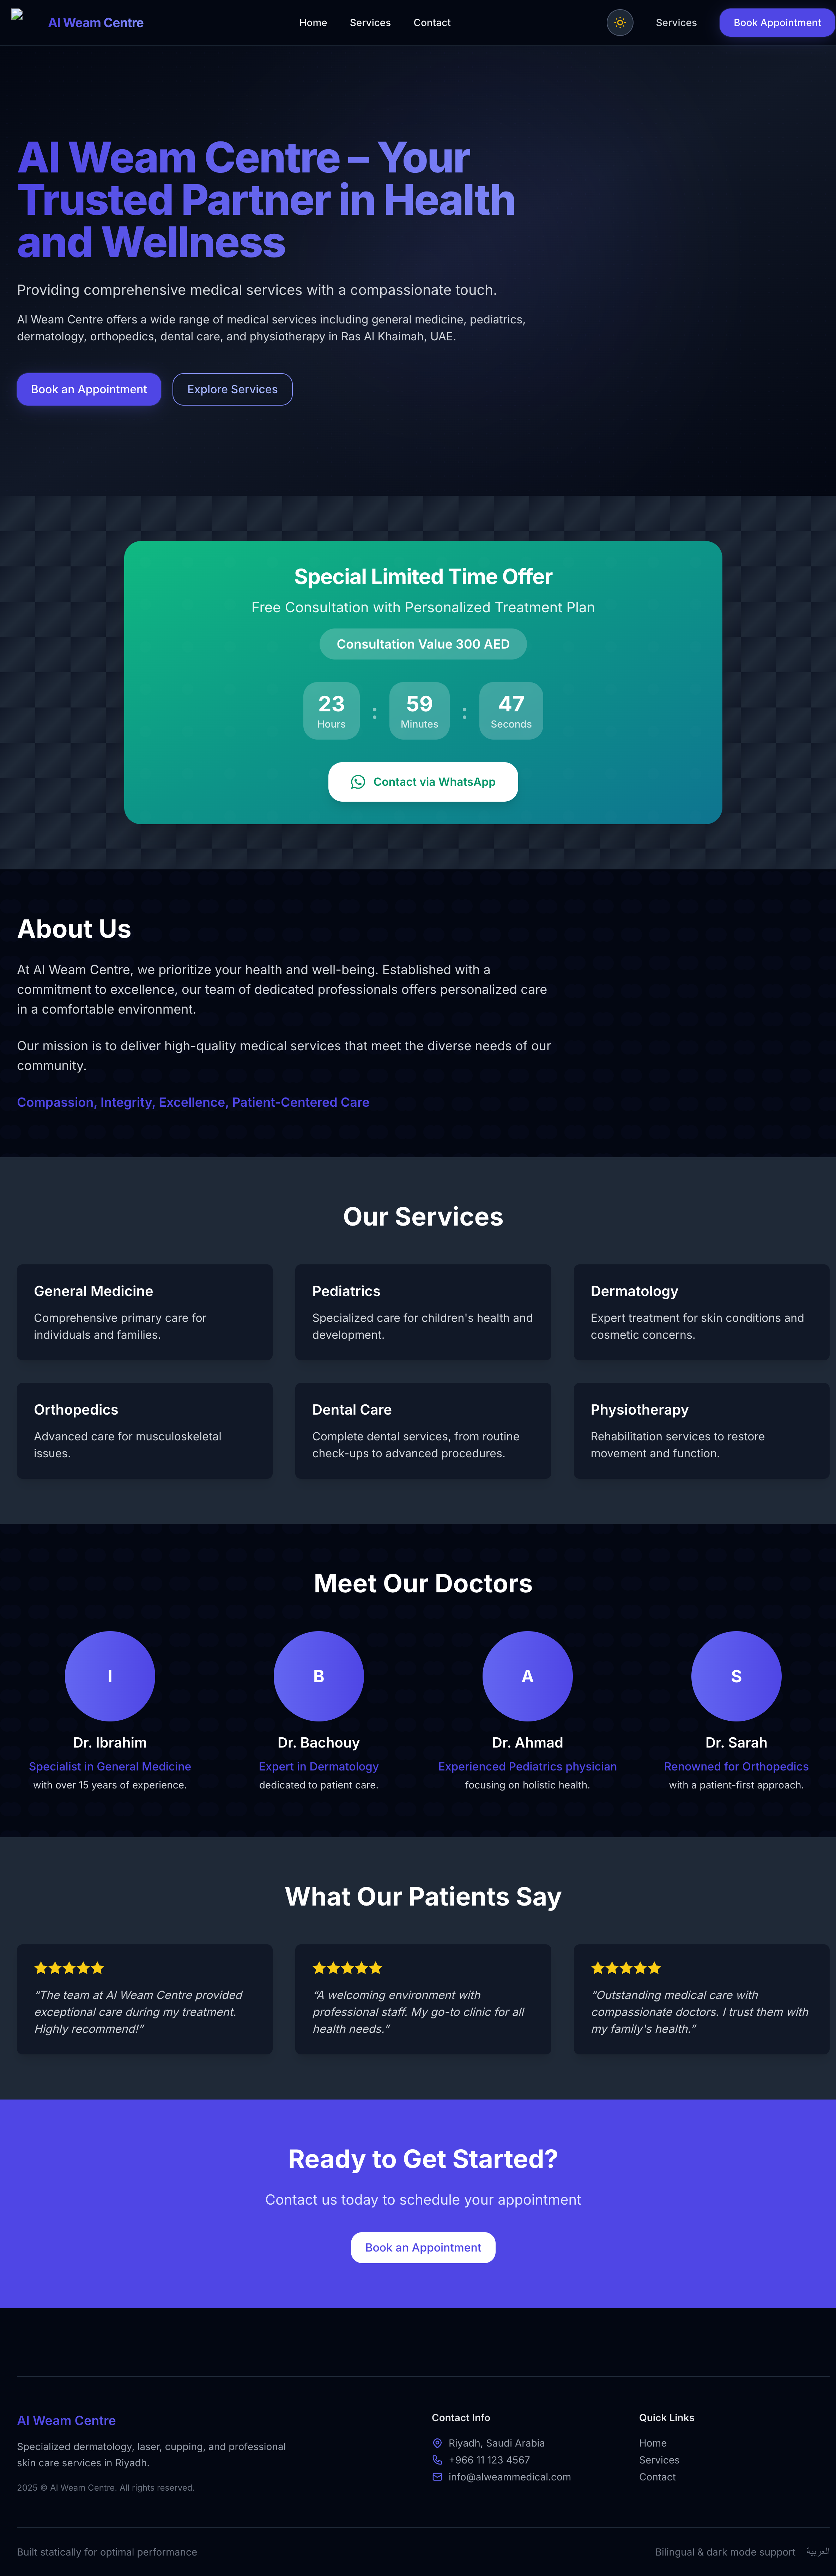 Al Weam Centre
Home
Services
Contact
Services
Book Appointment
Al Weam Centre – Your
Trusted Partner in Health
and Wellness
Providing comprehensive medical services with a compassionate touch.
Al Weam Centre offers a wide range of medical services including general medicine, pediatrics,
dermatology, orthopedics, dental care, and physiotherapy in Ras Al Khaimah, UAE.
Book an Appointment
Explore Services
Special Limited Time Offer
Free Consultation with Personalized Treatment Plan
Consultation Value 300 AED
23 : 59 : 47
Hours Minutes Seconds
Contact via WhatsApp
About Us
At Al Weam Centre, we prioritize your health and well-being. Established with a
commitment to excellence, our team of dedicated professionals offers personalized care
in a comfortable environment.
Our mission is to deliver high-quality medical services that meet the diverse needs of our
community.
Compassion, Integrity, Excellence, Patient-Centered Care
Our Services
General Medicine
Comprehensive primary care for
individuals and families.
Pediatrics
Specialized care for children's health and
development.
Dermatology
Expert treatment for skin conditions and
cosmetic concerns.
Orthopedics
Advanced care for musculoskeletal
issues.
Dental Care
Complete dental services, from routine
check-ups to advanced procedures.
Physiotherapy
Rehabilitation services to restore
movement and function.
Meet Our Doctors
I
Dr. Ibrahim
Specialist in General Medicine
with over 15 years of experience.
B
Dr. Bachouy
Expert in Dermatology
dedicated to patient care.
A
Dr. Ahmad
Experienced Pediatrics physician
focusing on holistic health.
S
Dr. Sarah
Renowned for Orthopedics
with a patient-first approach.
What Our Patients Say
“The team at Al Weam Centre provided
exceptional care during my treatment.
Highly recommend!”
“A welcoming environment with
professional staff. My go-to clinic for all
health needs.”
“Outstanding medical care with
compassionate doctors. I trust them with
my family's health.”
Ready to Get Started?
Contact us today to schedule your appointment
Book an Appointment
Al Weam Centre
Specialized dermatology, laser, cupping, and professional
skin care services in Riyadh.
2025 © Al Weam Centre. All rights reserved.
Contact Info
Riyadh, Saudi Arabia
+966 11 123 4567
info@alweammedical.com
Quick Links
Home
Services
Contact
Built statically for optimal performance
Bilingual & dark mode support
العربية